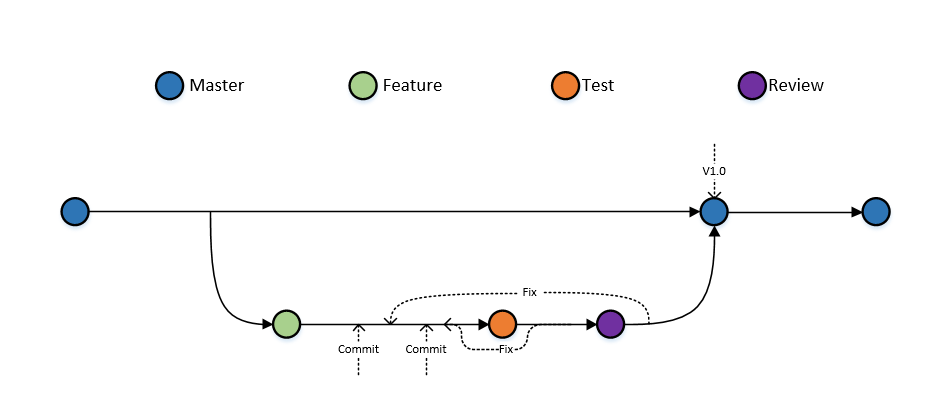 Master
Feature
Test
Review
V1.0
Fix
Commit
Commit
Fix